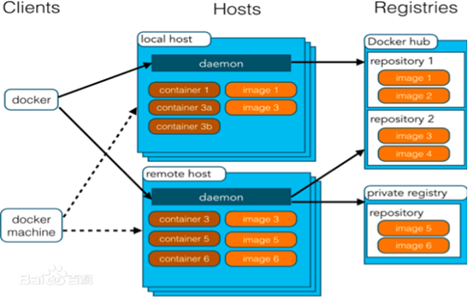 Clients
Hosts
Registries
docker
docker
machine
local host
daemon
container 1
image 1
container 3a
image 3
container 3b
remote host
daemon
container 3
image 3
container 5
image 5
container 6
image 6
Docker hub
repository 1
image 1
image 2
repository 2
image 3
image 4
private registry
repository
image 5
image 6
Bai百科